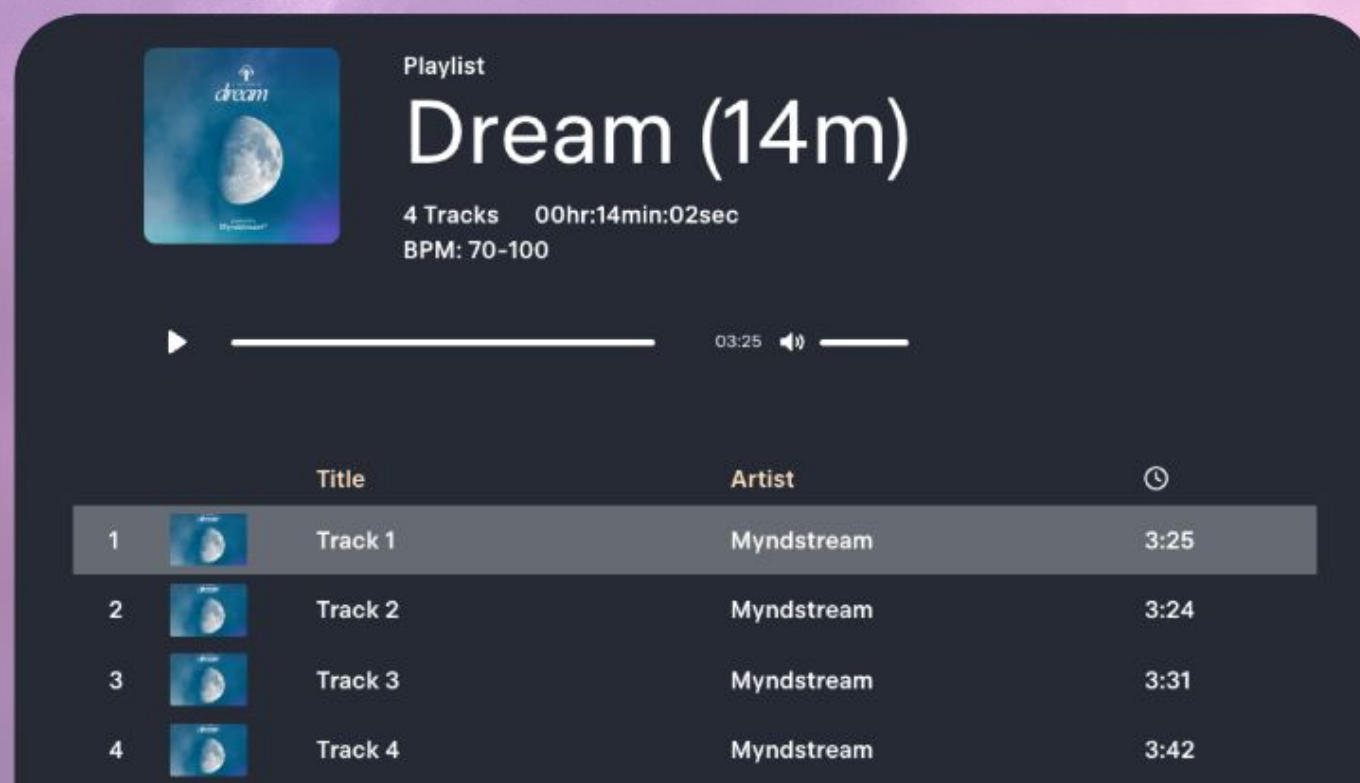 dream
Myndstream
Playlist
Dream (14m)
4 Tracks 00hr:14min:02sec
BPM: 70-100
03:25
Title Artist
1 Track 1 Myndstream 3:25
2 Track 2 Myndstream 3:24
3 Track 3 Myndstream 3:31
4 Track 4 Myndstream 3:42